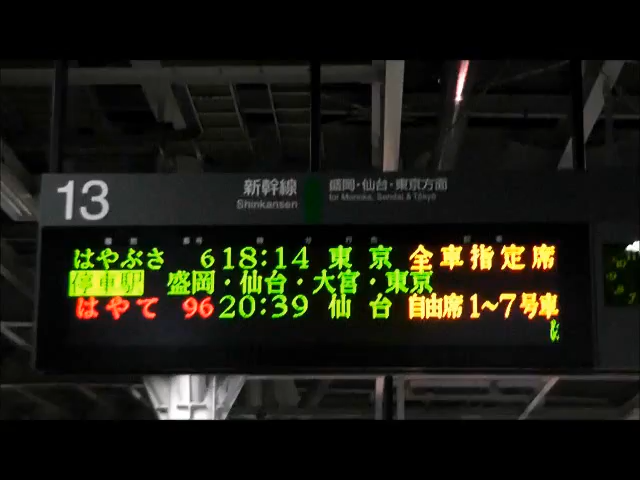 13 新幹線 盛岡・仙台・東京方面
Shinkansen for Morioka, Sendai & Tokyo
はやぶさ 6 18:14 東京 全車指定席
停車駅 盛岡・仙台・大宮・東京
はやて 96 20:39 仙台 自由席1~7号車